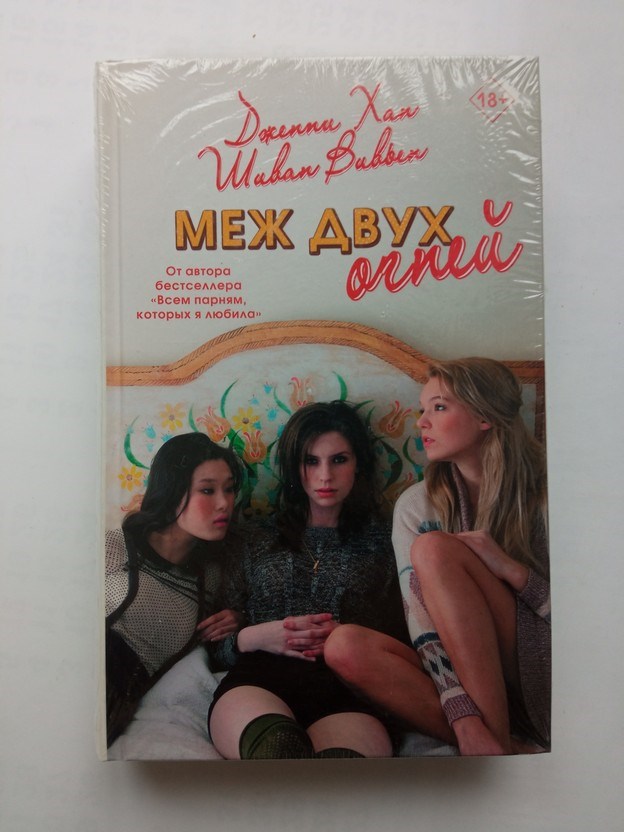 Дженни Хан
Шиван Вивьен
18+
МЕЖ ДВУХ
огней
От автора
бестселлера
«Всем парням,
которых я любила»